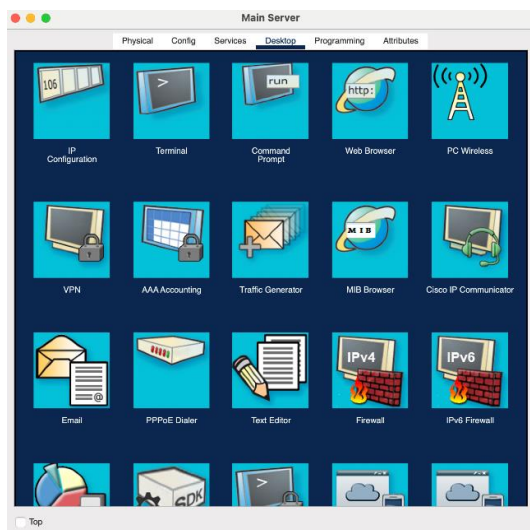 Main Server
Physical Config Services Desktop Programming Attributes
106 > run http:
IP
Configuration
Terminal
Command
Prompt
Web Browser
PC Wireless
MIB
VPN
AAA Accounting
Traffic Generator
MIB Browser
Cisco IP Communicator
@ IPv4 IPv6
Email
PPPoE Dialer
Text Editor
Firewall
IPv6 Firewall
SDK >
Top